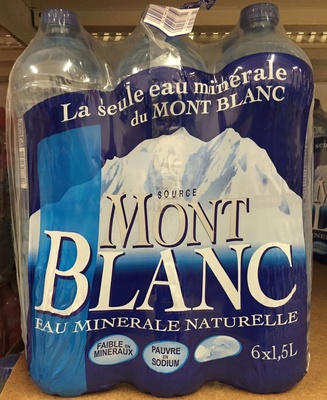 La seule eau minérale
du MONT BLANC
SOURCE
MONT
BLANC
EAU MINERALE NATURELLE
FAIBLE EN
MINERAUX
PAUVRE EN
SODIUM
6x1,5L